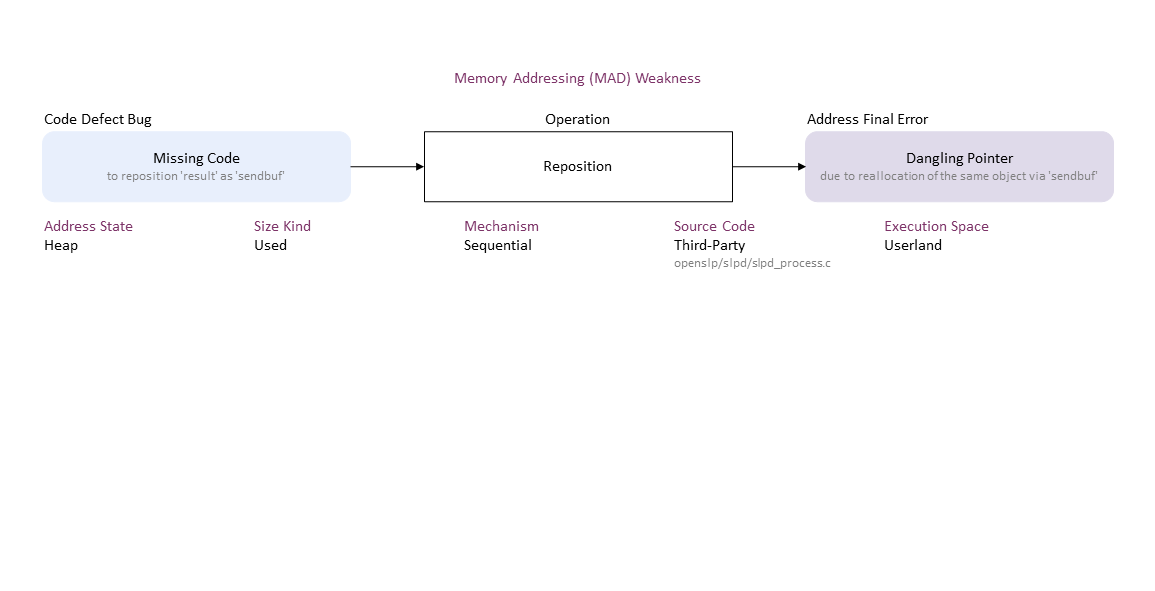 Memory Addressing (MAD) Weakness
Code Defect Bug
Operation
Address Final Error
Missing Code
to reposition 'result' as 'sendbuf'
Reposition
Dangling Pointer
due to reallocation of the same object via 'sendbuf'
Address State
Heap
Size Kind
Used
Mechanism
Sequential
Source Code
Third-Party
openslp/slpd/slpd_process.c
Execution Space
Userland